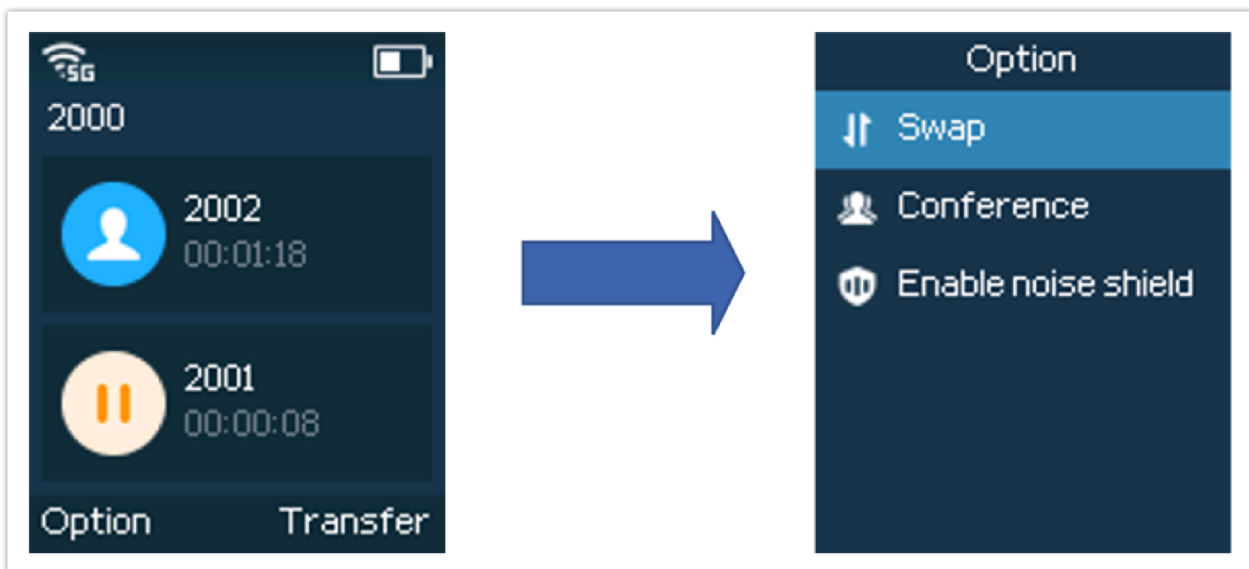 5G
2000
2002
00:01:18
2001
00:00:08
Option
Transfer
Option
Swap
Conference
Enable noise shield